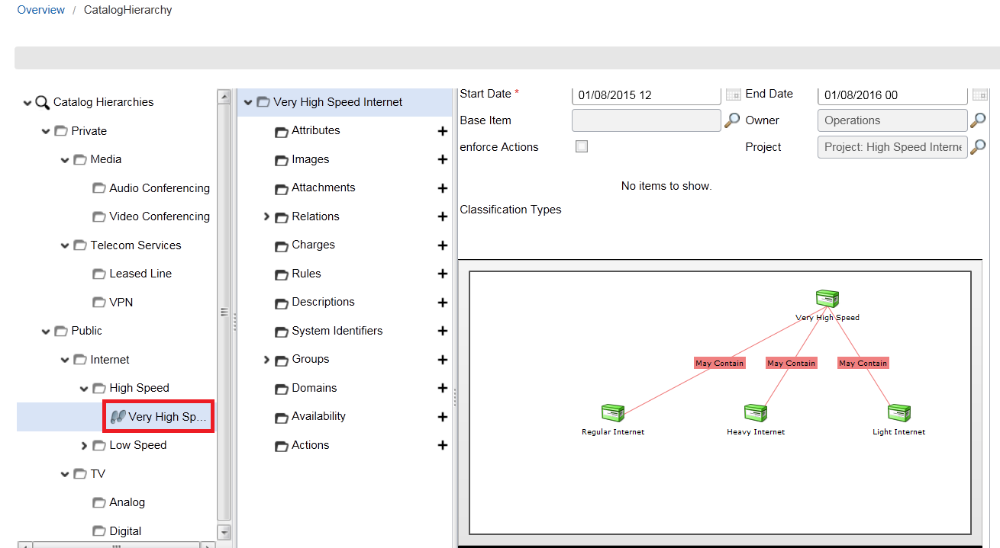 Overview / CatalogHierarchy
Catalog Hierarchies
Private
Media
Audio Conferencing
Video Conferencing
Telecom Services
Leased Line
VPN
Public
Internet
High Speed
Very High Sp...
Low Speed
TV
Analog
Digital
Very High Speed Internet
Attributes
Images
Attachments
Relations
Charges
Rules
Descriptions
System Identifiers
Groups
Domains
Availability
Actions
Start Date * 01/08/2015 12 End Date 01/08/2016 00
Base Item Owner Operations
enforce Actions Project Project: High Speed Interne
No items to show.
Classification Types
Very High Speed
May Contain May Contain May Contain
Regular Internet Heavy Internet Light Internet